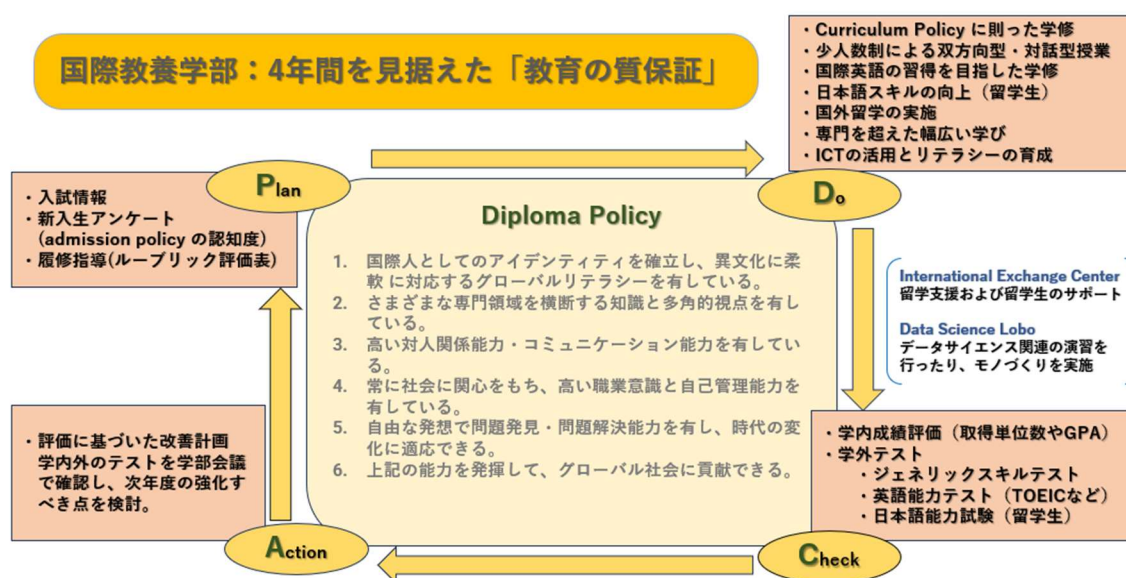 国際教養学部：4年間を見据えた「教育の質保証」
・Curriculum Policy に則った学修
・少人数制による双方向型・対話型授業
・国際英語の習得を目指した学修
・日本語スキルの向上（留学生）
・国外留学の実施
・専門を超えた幅広い学び
・ICTの活用とリテラシーの育成
Plan
・入試情報
・新入生アンケート
(admission policy の認知度)
・履修指導(ルーブリック評価表)
Do
Diploma Policy
1. 国際人としてのアイデンティティを確立し、異文化に柔
軟 に対応するグローバルリテラシーを有している。
2. さまざまな専門領域を横断する知識と多角的視点を有し
ている。
3. 高い対人関係能力・コミュニケーション能力を有してい
る。
4. 常に社会に関心をもち、高い職業意識と自己管理能力を
有している。
5. 自由な発想で問題発見・問題解決能力を有し、時代の変
化に適応できる。
6. 上記の能力を発揮して、グローバル社会に貢献できる。
International Exchange Center
留学支援および留学生のサポート
Data Science Lobo
データサイエンス関連の演習を
行ったり、モノづくりを実施
・評価に基づいた改善計画
学内外のテストを学部会議
で確認し、次年度の強化す
べき点を検討。
Action
・学内成績評価（取得単位数やGPA）
・学外テスト
・ジェネリックスキルテスト
・英語能力テスト（TOEICなど）
・日本語能力試験（留学生）
Check